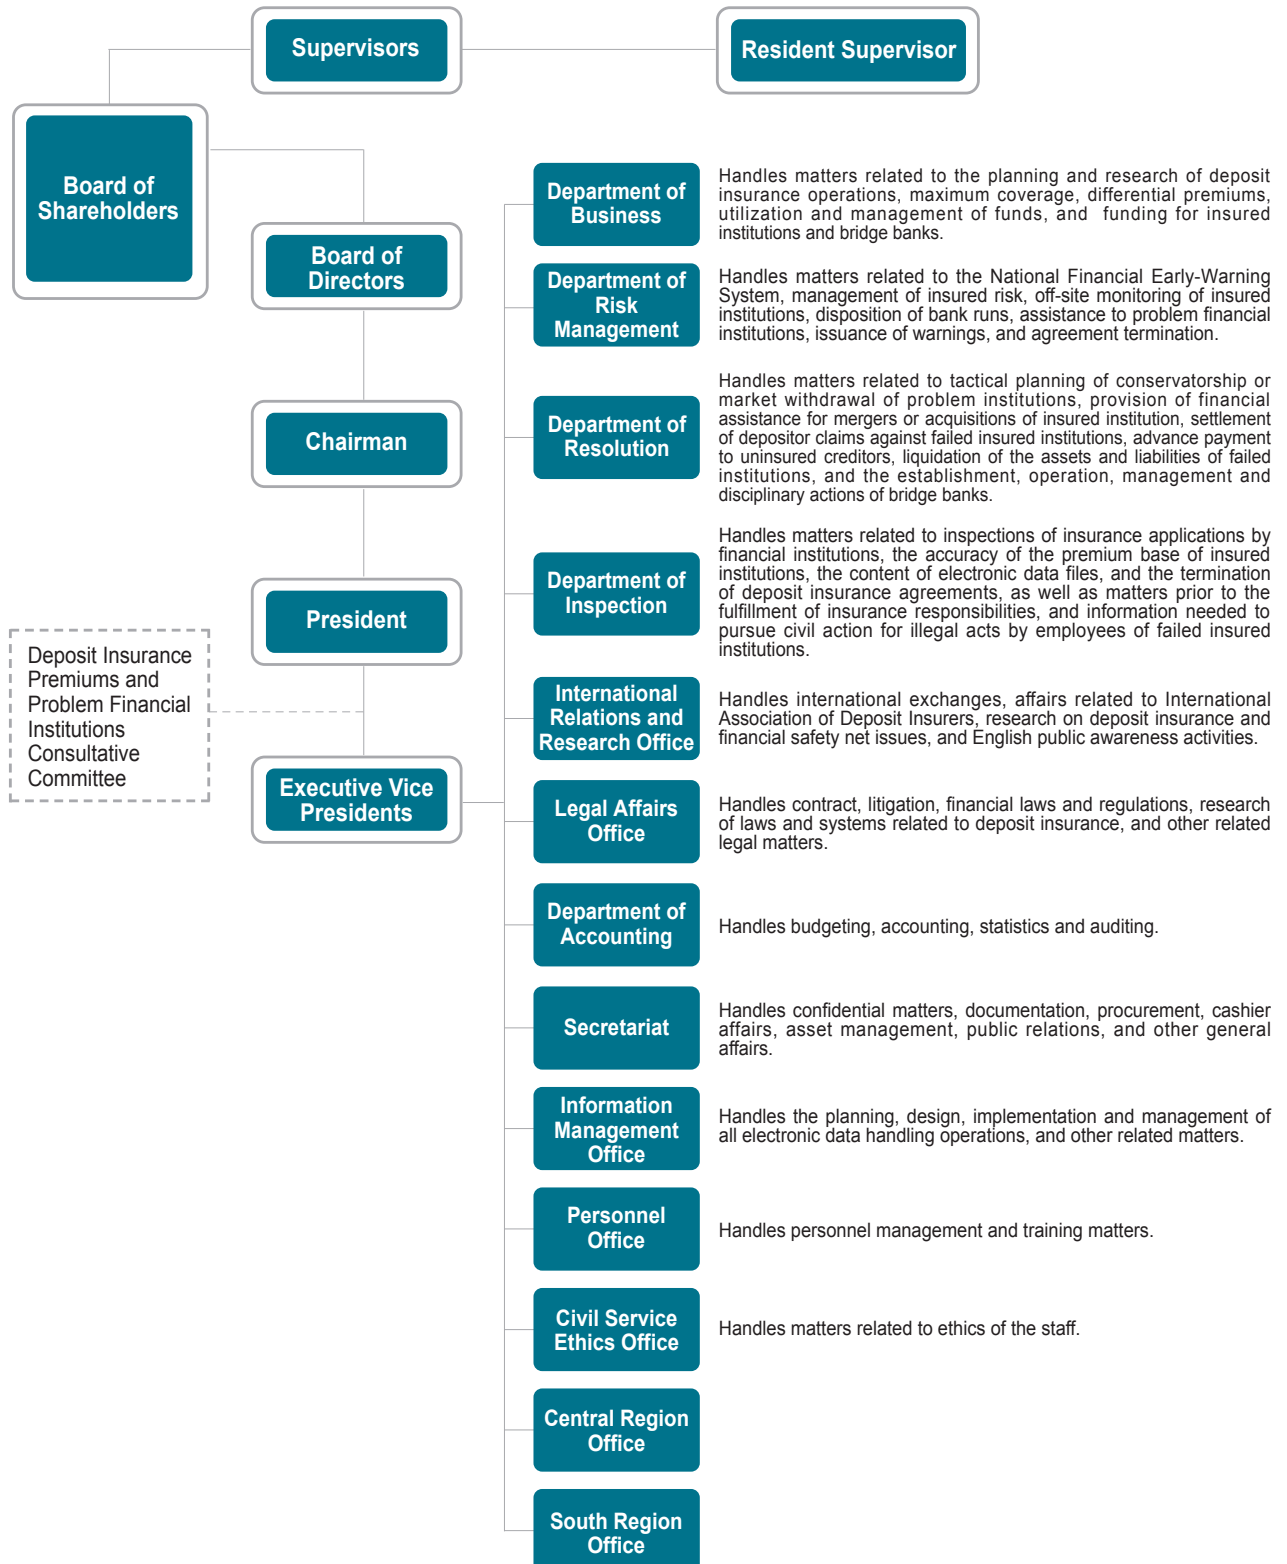 Supervisors
Resident Supervisor
Board of
Shareholders
Board of
Directors
Chairman
President
Deposit Insurance
Premiums and
Problem Financial
Institutions
Consultative
Committee
Executive Vice
Presidents
Department of
Business
Handles matters related to the planning and research of deposit
insurance operations, maximum coverage, differential premiums,
utilization and management of funds, and funding for insured
institutions and bridge banks.
Department of
Risk
Management
Handles matters related to the National Financial Early-Warning
System, management of insured risk, off-site monitoring of insured
institutions, disposition of bank runs, assistance to problem financial
institutions, issuance of warnings, and agreement termination.
Department of
Resolution
Handles matters related to tactical planning of conservatorship or
market withdrawal of problem institutions, provision of financial
assistance for mergers or acquisitions of insured institution, settlement
of depositor claims against failed insured institutions, advance payment
to uninsured creditors, liquidation of the assets and liabilities of failed
institutions, and the establishment, operation, management and
disciplinary actions of bridge banks.
Department of
Inspection
Handles matters related to inspections of insurance applications by
financial institutions, the accuracy of the premium base of insured
institutions, the content of electronic data files, and the termination
of deposit insurance agreements, as well as matters prior to the
fulfillment of insurance responsibilities, and information needed to
pursue civil action for illegal acts by employees of failed insured
institutions.
International
Relations and
Research Office
Handles international exchanges, affairs related to International
Association of Deposit Insurers, research on deposit insurance and
financial safety net issues, and English public awareness activities.
Legal Affairs
Office
Handles contract, litigation, financial laws and regulations, research
of laws and systems related to deposit insurance, and other related
legal matters.
Department of
Accounting
Handles budgeting, accounting, statistics and auditing.
Secretariat
Handles confidential matters, documentation, procurement, cashier
affairs, asset management, public relations, and other general
affairs.
Information
Management
Office
Handles the planning, design, implementation and management of
all electronic data handling operations, and other related matters.
Personnel
Office
Handles personnel management and training matters.
Civil Service
Ethics Office
Handles matters related to ethics of the staff.
Central Region
Office
South Region
Office